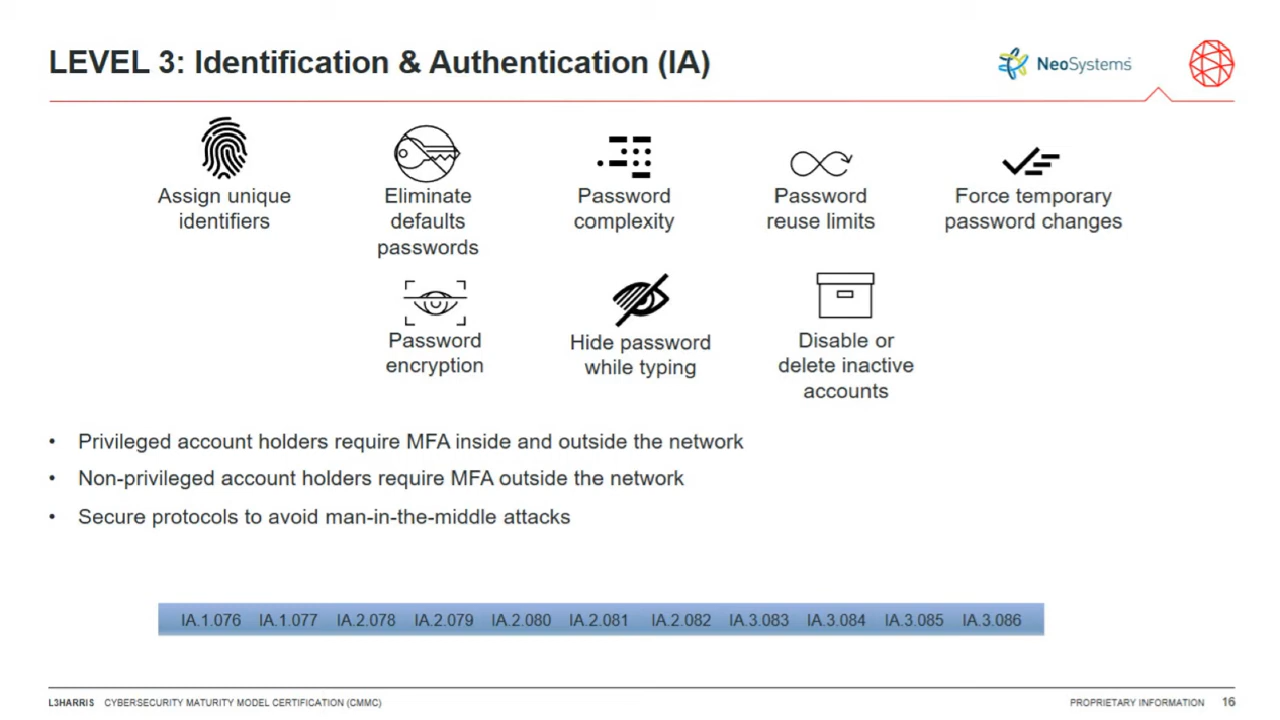 LEVEL 3: Identification & Authentication (IA)
NeoSystems
Assign unique
identifiers
Eliminate
defaults
passwords
Password
complexity
Password
reuse limits
Force temporary
password changes
Password
encryption
Hide password
while typing
Disable or
delete inactive
accounts
• Privileged account holders require MFA inside and outside the network
• Non-privileged account holders require MFA outside the network
• Secure protocols to avoid man-in-the-middle attacks
IA.1.076 IA.1.077 IA.2.078 IA.2.079 IA.2.080 IA.2.081 IA.2.082 IA.3.083 IA.3.084 IA.3.085 IA.3.086
L3HARRIS CYBERSECURITY MATURITY MODEL CERTIFICATION (CMMC) PROPRIETARY INFORMATION 16